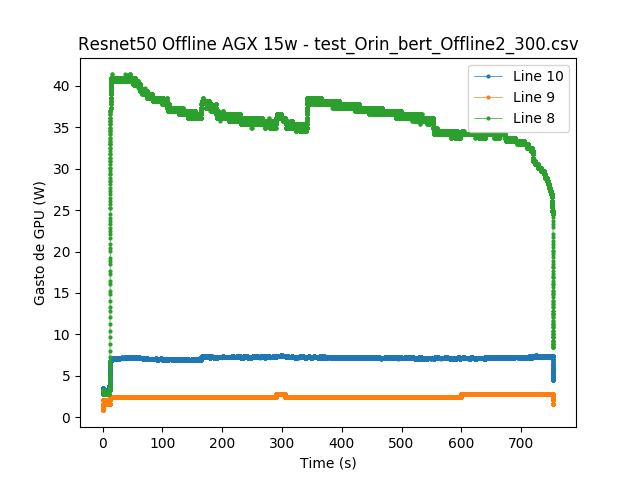 Resnet50 Offline AGX 15w - test_Orin_bert_Offline2_300.csv
Line 10
Line 9
Line 8
Gasto de GPU (W)
40
35
30
25
20
15
10
5
0
0 100 200 300 400 500 600 700
Time (s)